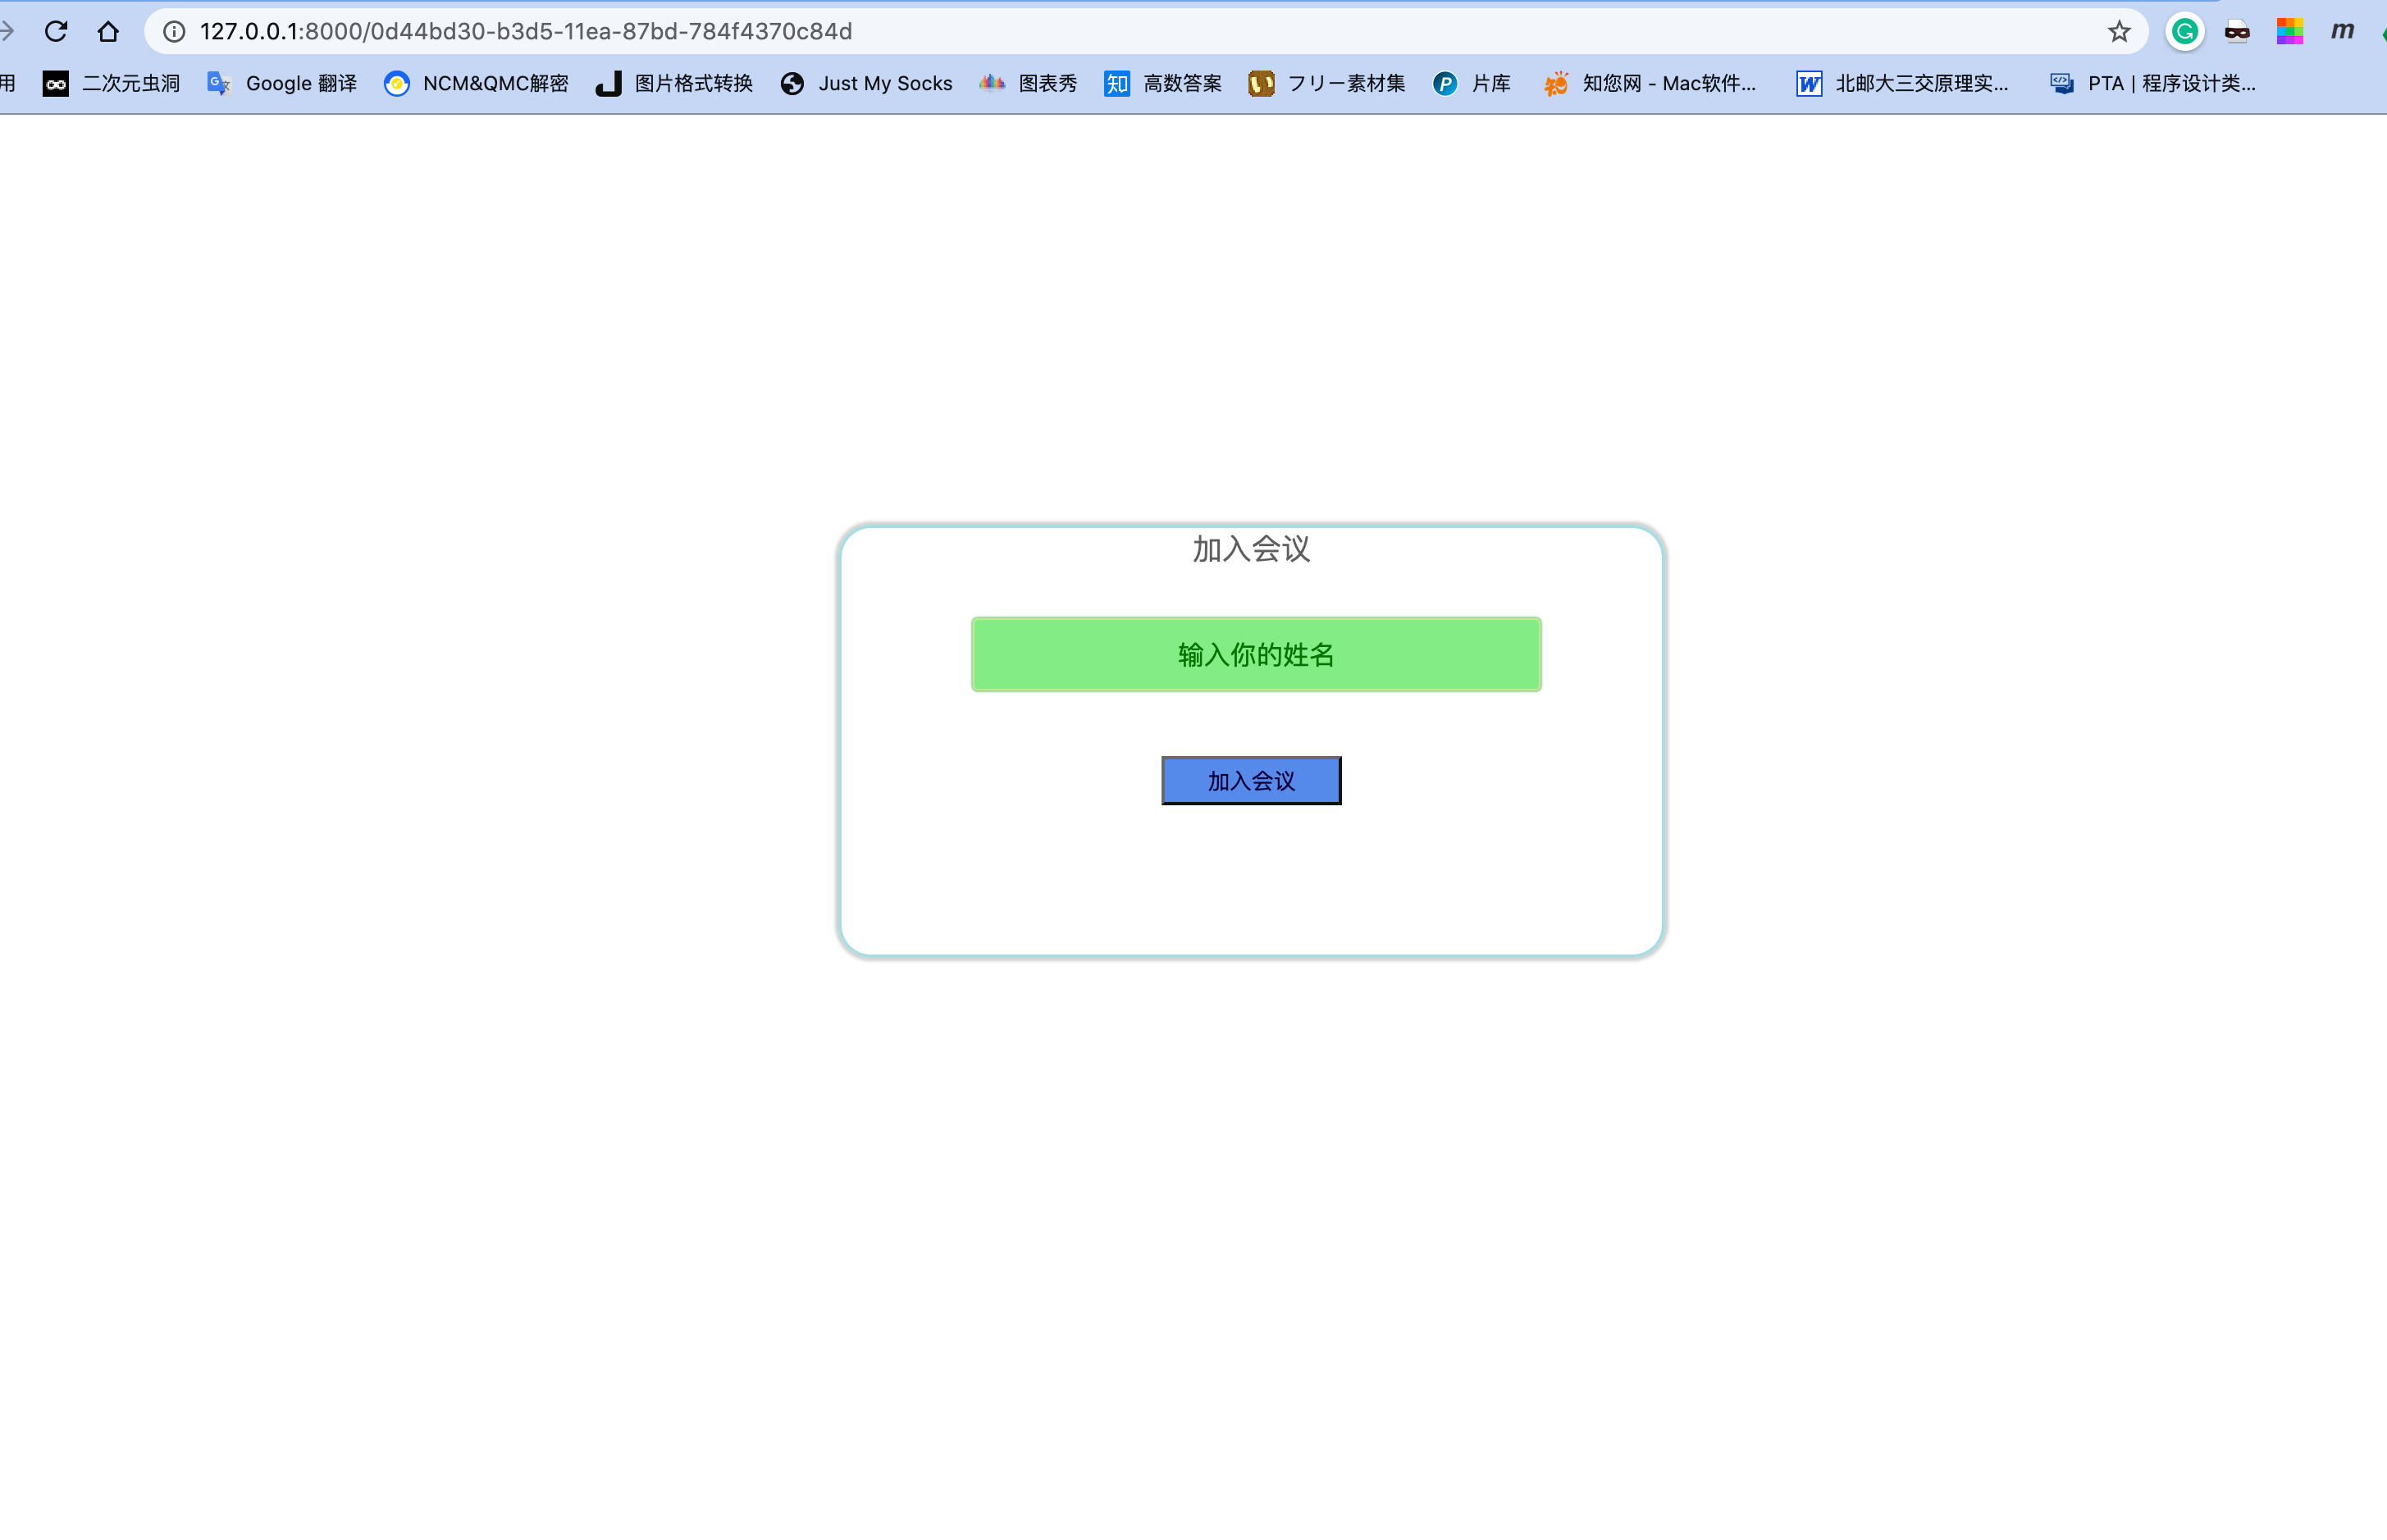 127.0.0.1:8000/0d44bd30-b3d5-11ea-87bd-784f4370c84d
用 二次元虫洞 Google 翻译 NCM&QMC解密 图片格式转换 Just My Socks 图表秀 知 高数答案 フリー素材集 P 片库 知您网 - Mac软件... W 北邮大三交原理实... PTA | 程序设计类...
加入会议
输入你的姓名
加入会议